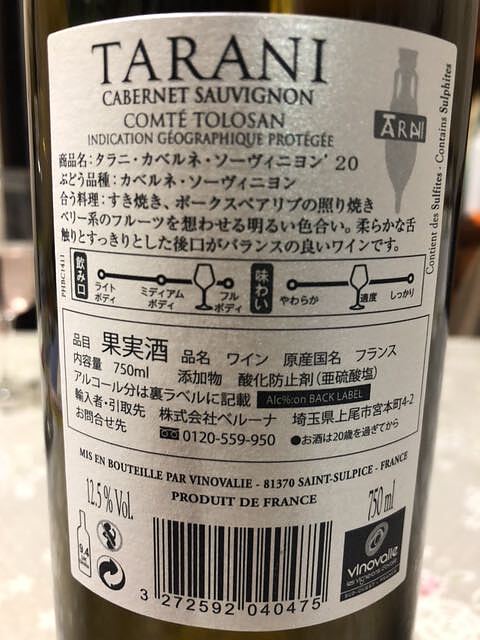 TARANI
CABERNET SAUVIGNON
COMTÉ TOLOSAN
INDICATION GÉOGRAPHIQUE PROTÉGÉE
商品名：タラニ・カベルネ・ソーヴィニヨン' 20
ぶどう品種：カベルネ・ソーヴィニヨン
合う料理：すき焼き、ポークスペアリブの照り焼き
ベリー系のフルーツを想わせる明るい色合い。柔らかな舌
触りとすっきりとした後口がバランスの良いワインです。
飲み口
ライトボディ
ミディアムボディ
フルボディ
味わい
やわらか
適度
しっかり
品目 果実酒 品名 ワイン 原産国名 フランス
内容量 750ml 添加物 酸化防止剤(亜硫酸塩)
アルコール分は裏ラベルに記載 Alc%:on BACK LABEL
輸入者・引取先 株式会社ベルーナ 埼玉県上尾市宮本町4-2
お問合せ先 0120-559-950 ●お酒は20歳を過ぎてから
MIS EN BOUTEILLE PAR VINOVALIE - 81370 SAINT-SULPICE - FRANCE
PRODUIT DE FRANCE
12.5 % Vol.
750 ml
3 272592 040475
vinovalie
Contient des Sulfites - Contains Sulphites
PHBC1411